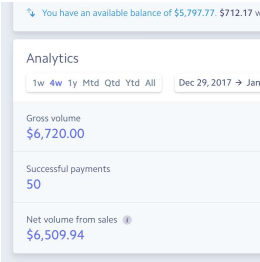 You have an available balance of $5,797.77. $712.17
Analytics
1w 4w 1y Mtd Qtd Ytd All Dec 29, 2017 → Jan
Gross volume
$6,720.00
Successful payments
50
Net volume from sales
$6,509.94